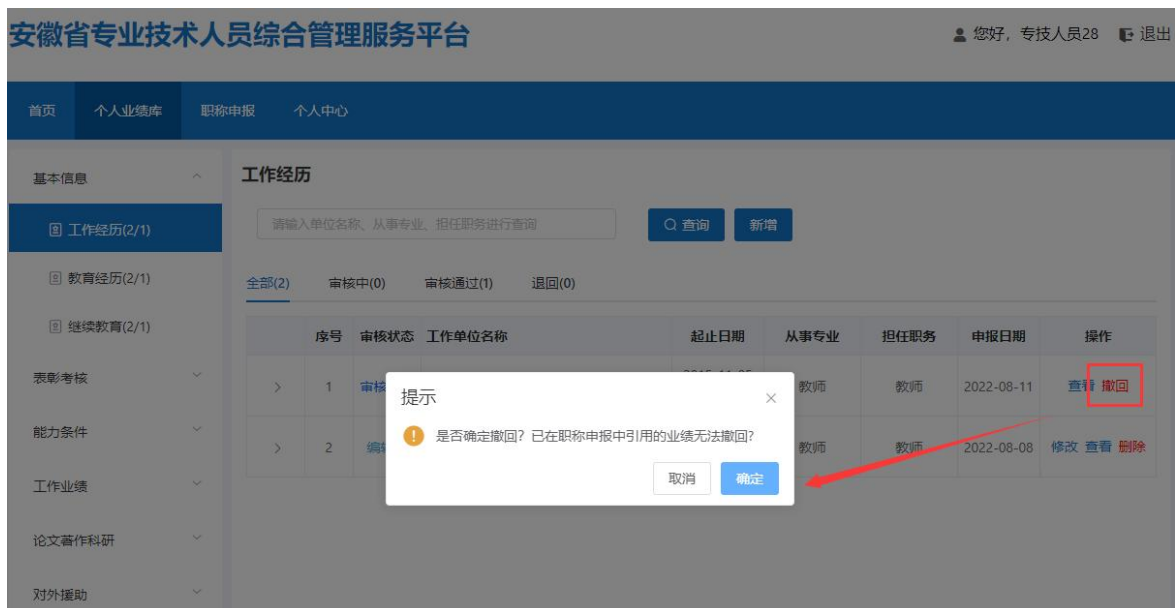 安徽省专业技术人员综合管理服务平台
您好，专技人员28 退出
首页 个人业绩库 职称申报 个人中心
基本信息
工作经历(2/1)
教育经历(2/1)
继续教育(2/1)
表彰考核
能力条件
工作业绩
论文著作科研
对外援助
工作经历
请输入单位名称、从事专业、担任职务进行查询 查询 新增
全部(2) 审核中(0) 审核通过(1) 退回(0)
序号 审核状态 工作单位名称 起止日期 从事专业 担任职务 申报日期 操作
1 审核 教师 教师 2022-08-11 查看 撤回
2 编辑 教师 教师 2022-08-08 修改 查看 删除
提示
是否确定撤回？已在职称申报中引用的业绩无法撤回？
取消 确定